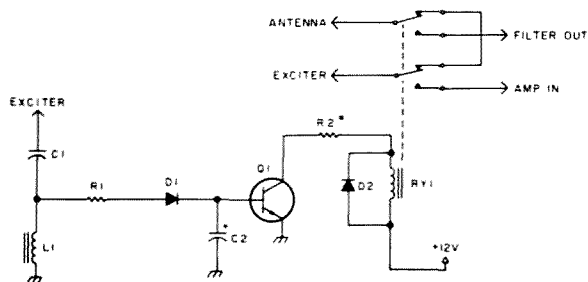 ANTENNA
FILTER OUT
EXCITER
AMP IN
EXCITER
C1
R1
D1
Q1
R2*
D2
RY1
L1
+
C2
+12V